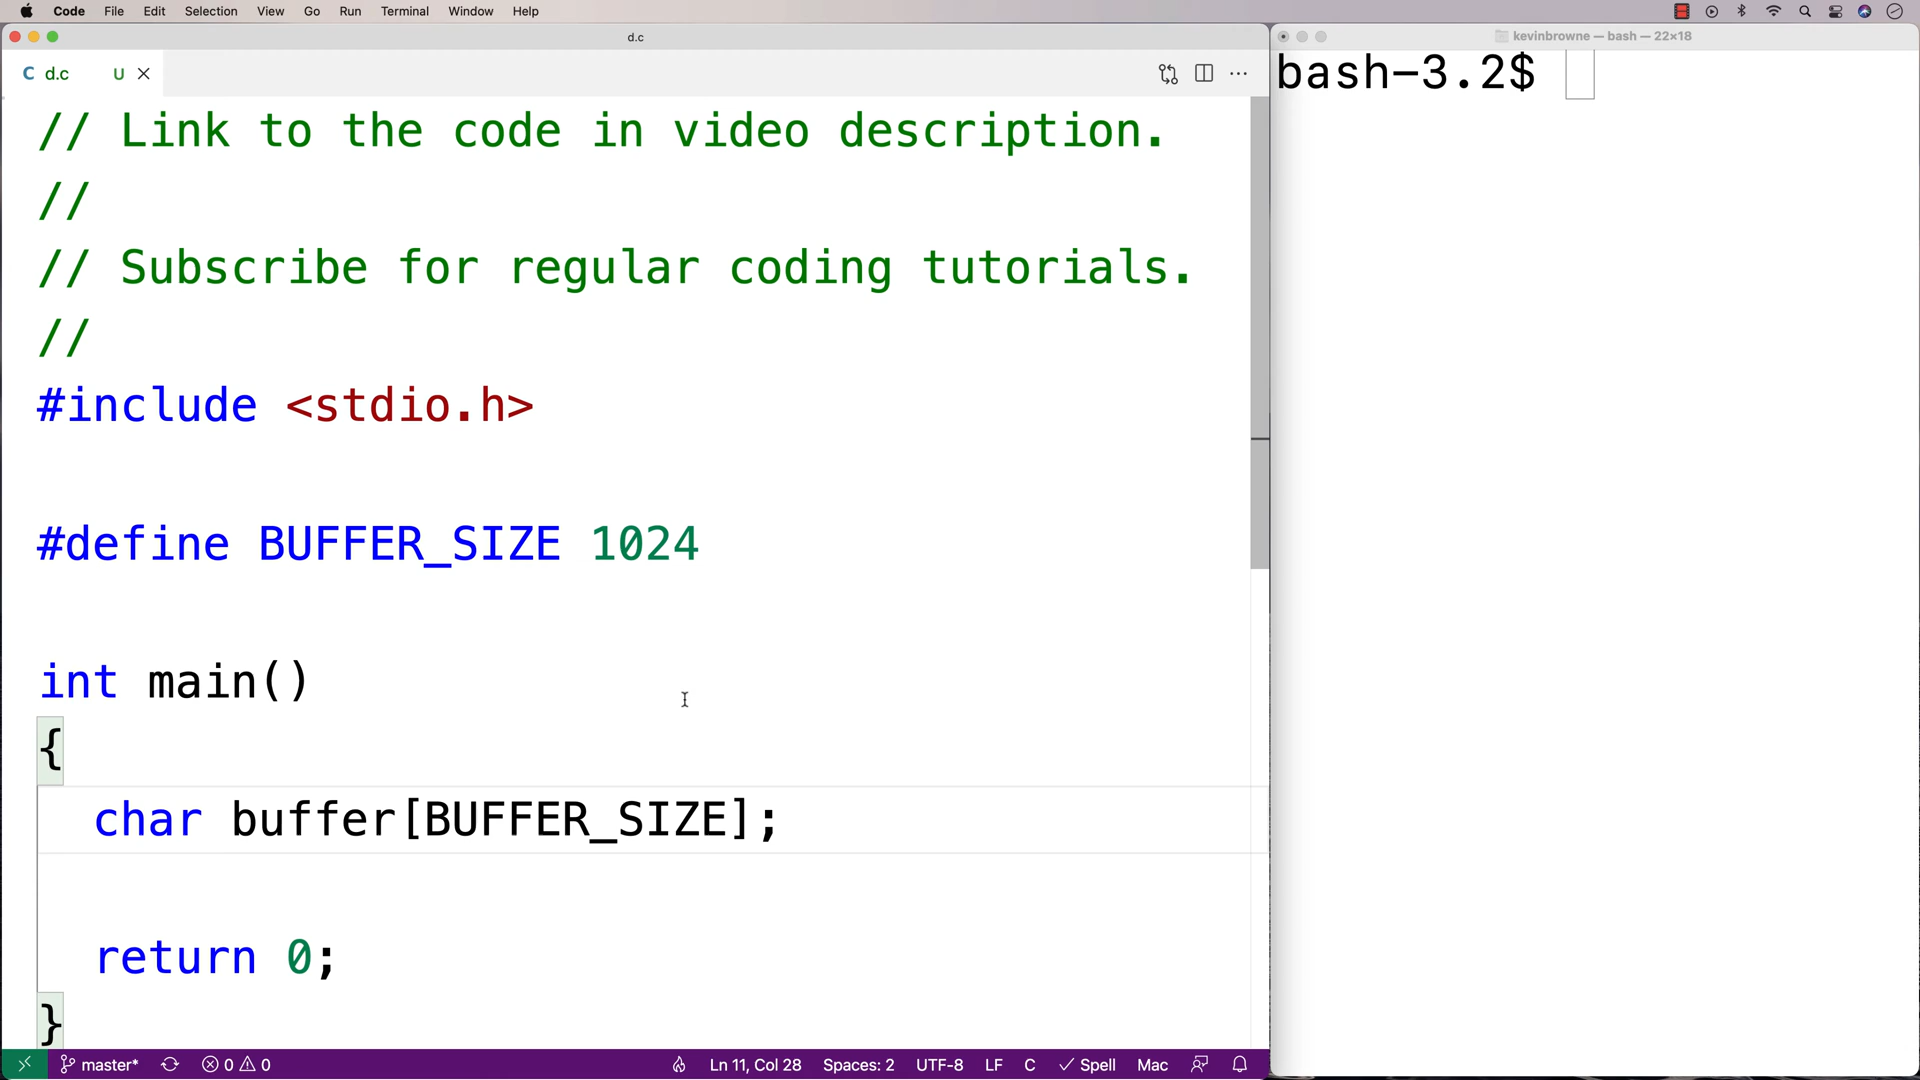 Code File Edit Selection View Go Run Terminal Window Help
d.c
kevinbrowne — bash — 22×18
C d.c U
bash-3.2$
// Link to the code in video description.
//
// Subscribe for regular coding tutorials.
//
#include <stdio.h>
#define BUFFER_SIZE 1024
int main()
{
char buffer[BUFFER_SIZE];
return 0;
}
master* 0 0 Ln 11, Col 28 Spaces: 2 UTF-8 LF C Spell Mac